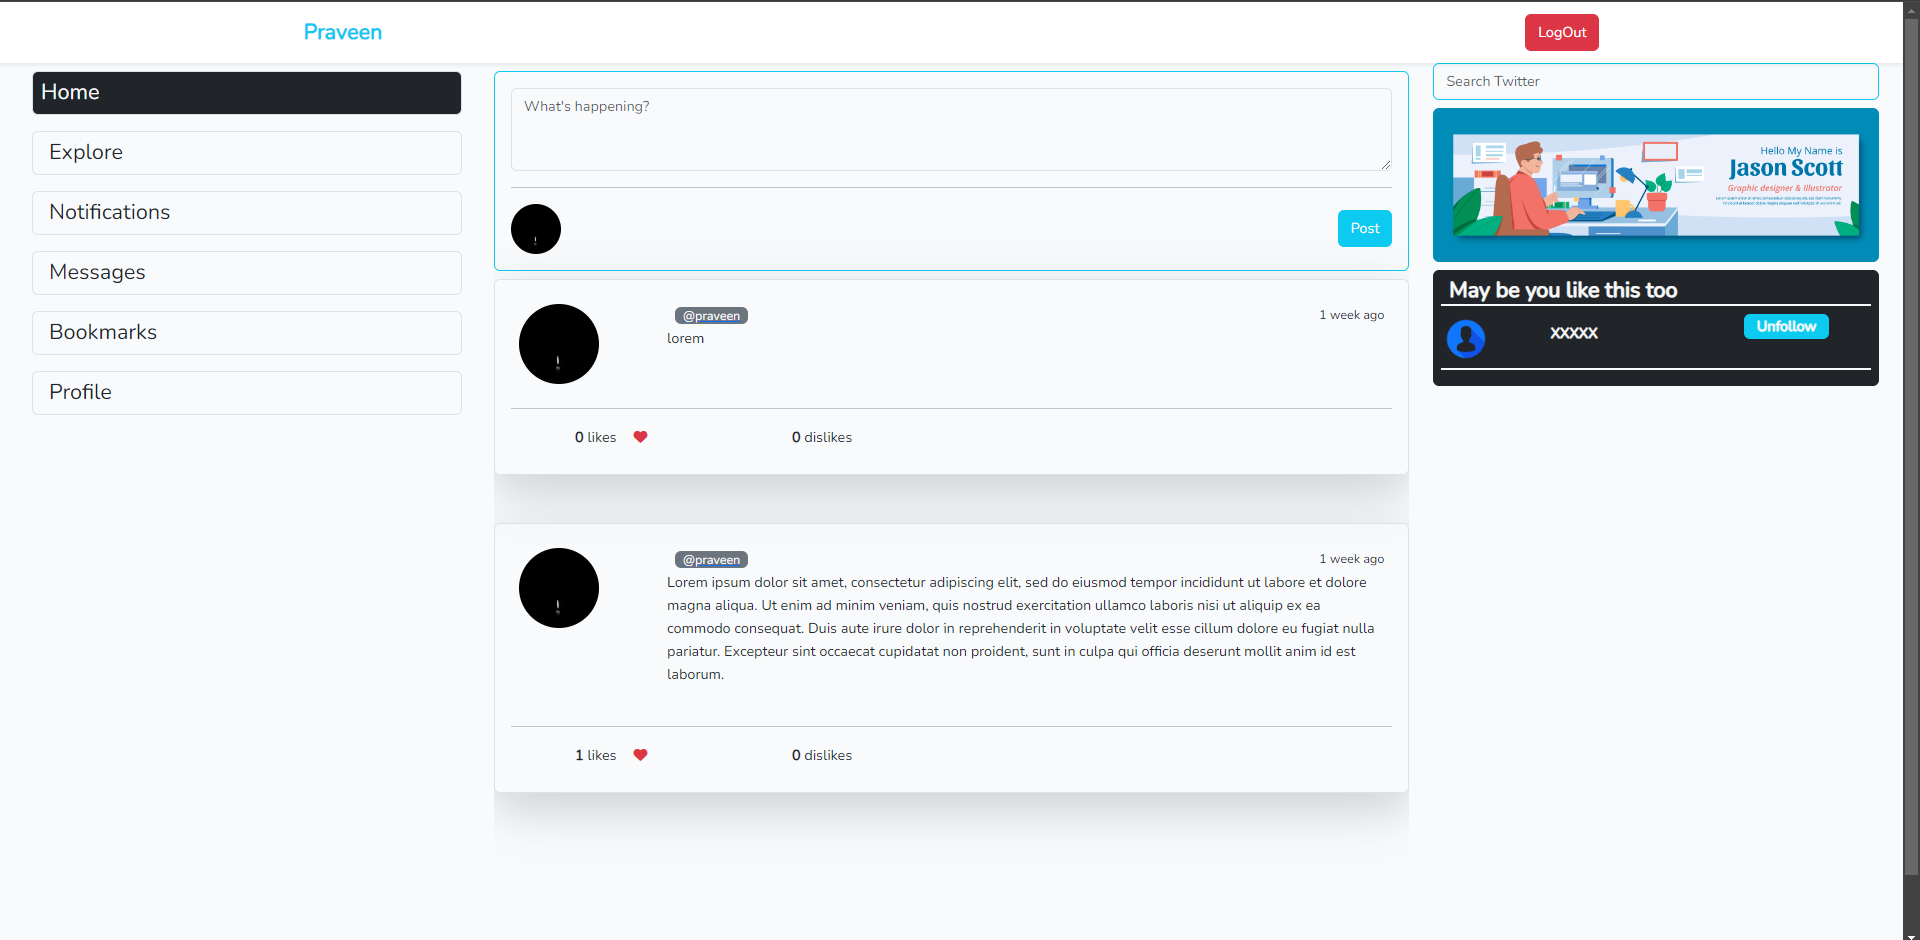 Praveen
LogOut
Home
Explore
Notifications
Messages
Bookmarks
Profile
What's happening?
Post
@praveen
1 week ago
lorem
0 likes
0 dislikes
@praveen
1 week ago
Lorem ipsum dolor sit amet, consectetur adipiscing elit, sed do eiusmod tempor incididunt ut labore et dolore
magna aliqua. Ut enim ad minim veniam, quis nostrud exercitation ullamco laboris nisi ut aliquip ex ea
commodo consequat. Duis aute irure dolor in reprehenderit in voluptate velit esse cillum dolore eu fugiat nulla
pariatur. Excepteur sint occaecat cupidatat non proident, sunt in culpa qui officia deserunt mollit anim id est
laborum.
1 likes
0 dislikes
Search Twitter
Hello My Name is
Jason Scott
Graphic designer & Illustrator
May be you like this too
xxxxx
Unfollow